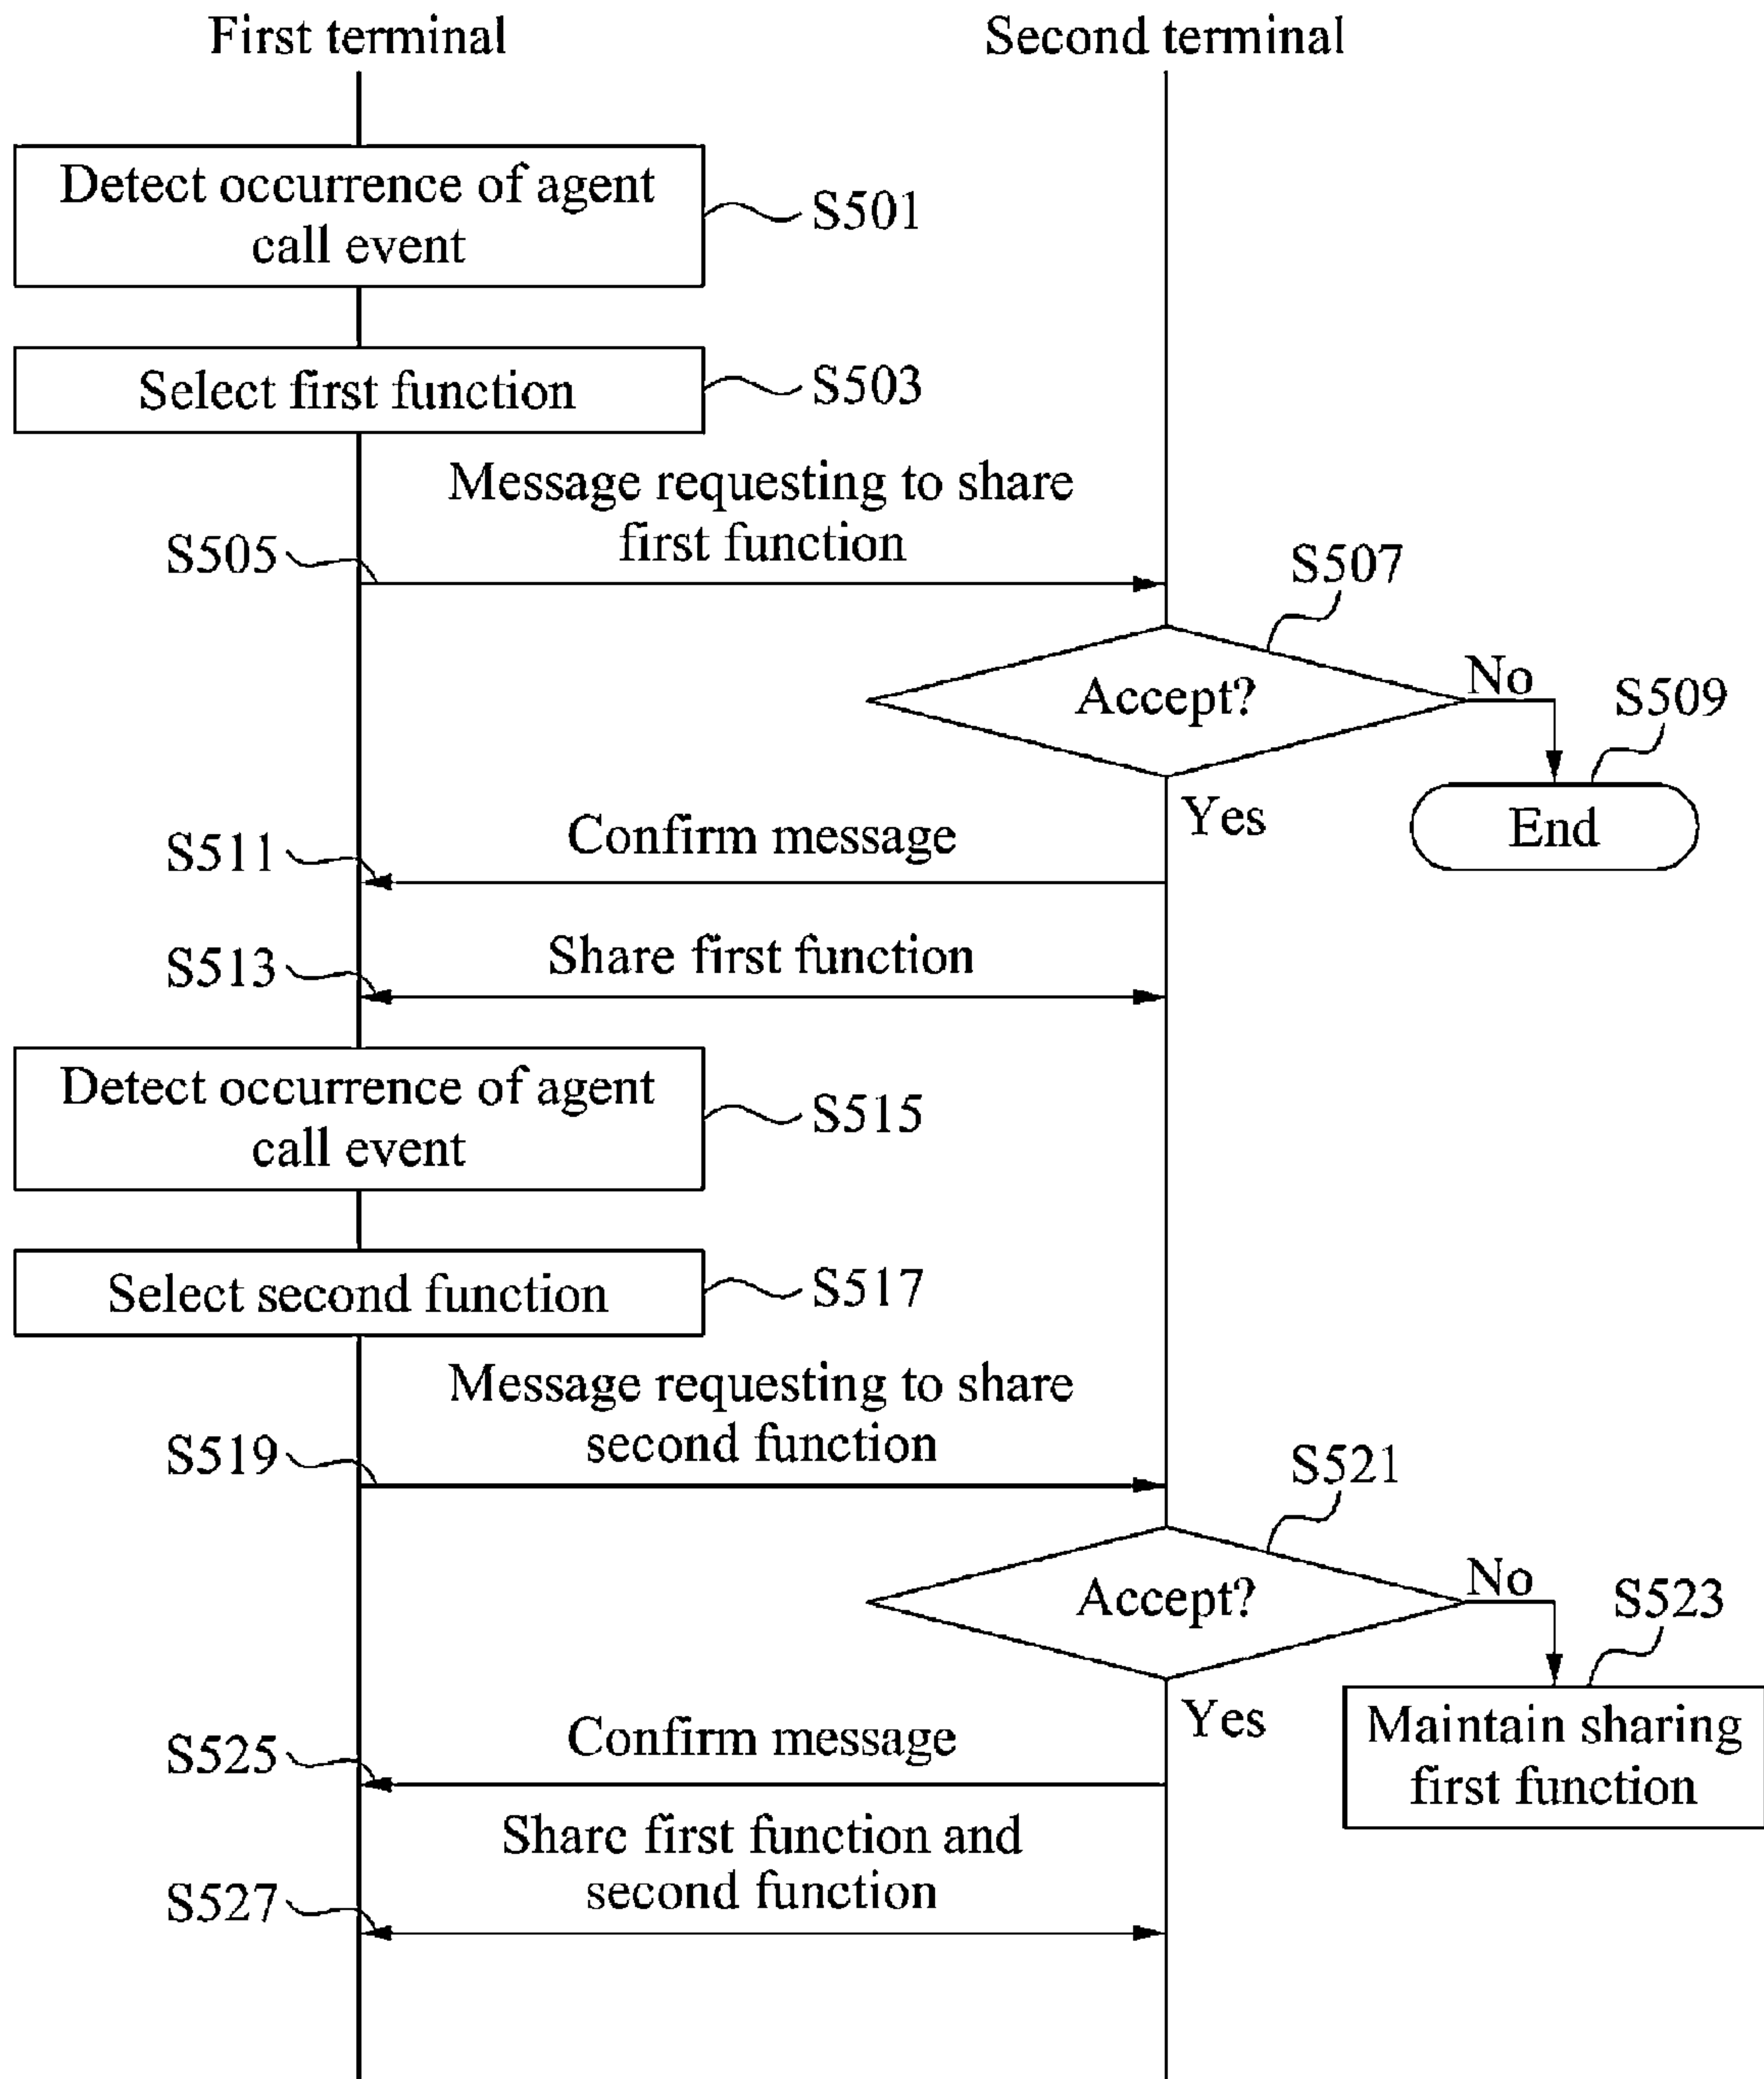 First terminal
Second terminal
Detect occurrence of agent
call event
S501
Select first function
S503
Message requesting to share
first function
S505
S507
Accept?
No
S509
End
Yes
Confirm message
S511
Share first function
S513
Detect occurrence of agent
call event
S515
Select second function
S517
Message requesting to share
second function
S519
S521
Accept?
No
S523
Maintain sharing
first function
Yes
Confirm message
S525
Share first function and
second function
S527